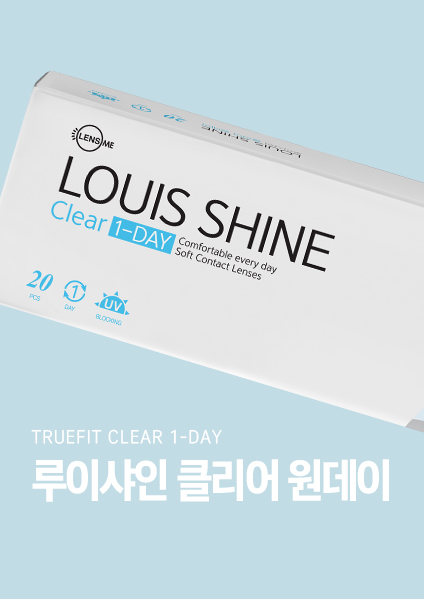 LENS ME
LOUIS SHINE
Clear 1-DAY
Comfortable every day
Soft Contact Lenses
20
PCS
1
DAY
UV
BLOCKING
TRUEFIT CLEAR 1-DAY
루이샤인 클리어 원데이